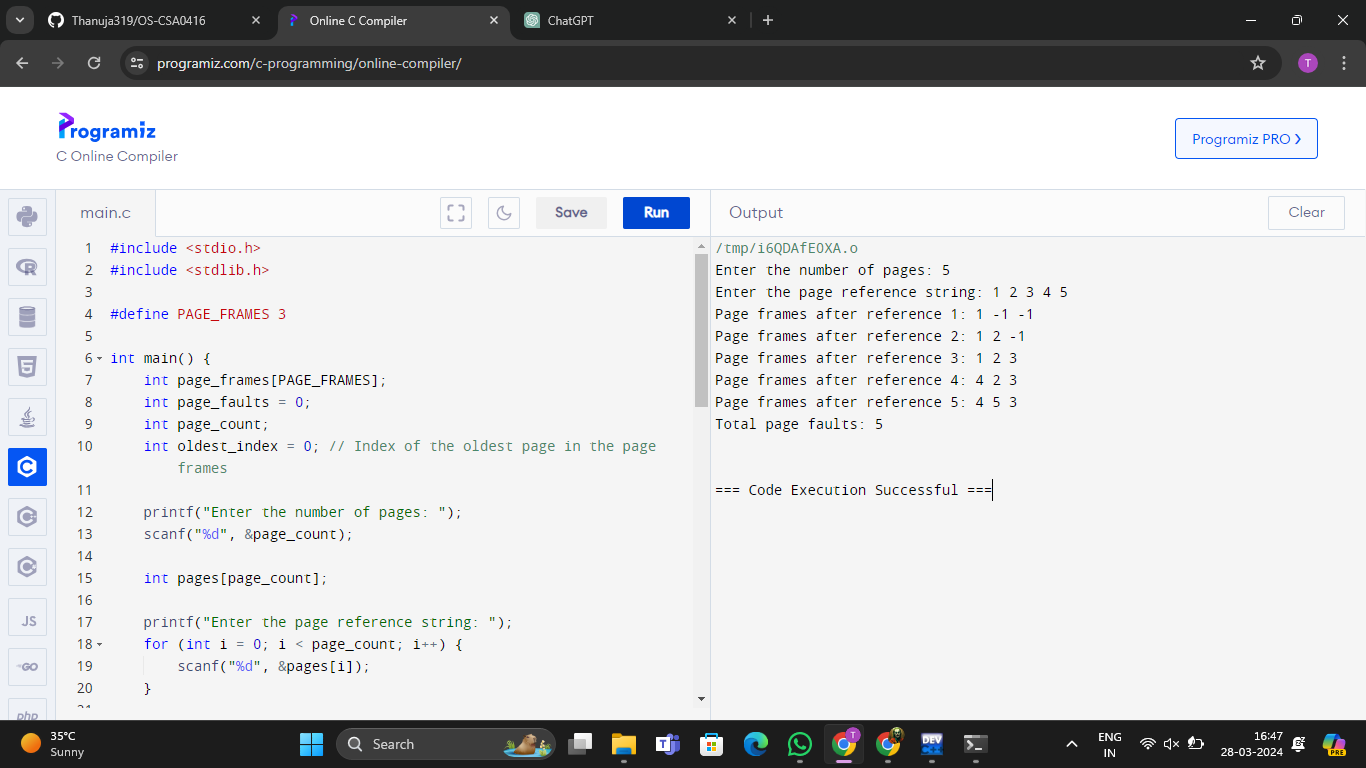 Thanuja319/OS-CSA0416
Online C Compiler
ChatGPT
programiz.com/c-programming/online-compiler/
T
Programiz
C Online Compiler
Programiz PRO
main.c
Save
Run
Output
Clear
1 #include <stdio.h>
2 #include <stdlib.h>
3
4 #define PAGE_FRAMES 3
5
6 int main() {
7 int page_frames[PAGE_FRAMES];
8 int page_faults = 0;
9 int page_count;
10 int oldest_index = 0; // Index of the oldest page in the page
frames
11
12 printf("Enter the number of pages: ");
13 scanf("%d", &page_count);
14
15 int pages[page_count];
16
17 printf("Enter the page reference string: ");
18 for (int i = 0; i < page_count; i++) {
19 scanf("%d", &pages[i]);
20 }
21
/tmp/i6QDAfE0XA.o
Enter the number of pages: 5
Enter the page reference string: 1 2 3 4 5
Page frames after reference 1: 1 -1 -1
Page frames after reference 2: 1 2 -1
Page frames after reference 3: 1 2 3
Page frames after reference 4: 4 2 3
Page frames after reference 5: 4 5 3
Total page faults: 5
=== Code Execution Successful ===
JS
GO
php
35°C
Sunny
Search
T
DEV
ENG
IN
16:47
28-03-2024
PRE